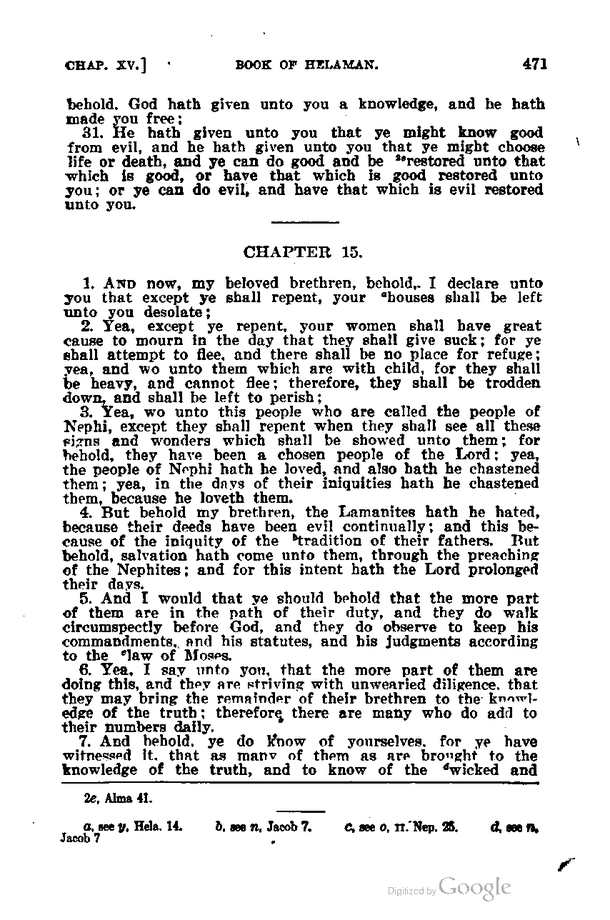 CHAP. XV.] BOOK OF HELAMAN. 471
behold. God hath given unto you a knowledge, and he hath
made you free;
31. He hath given unto you that ye might know good
from evil, and he hath given unto you that ye might choose
life or death, and ye can do good and be ²ᵉrestored unto that
which is good, or have that which is good restored unto
you; or ye can do evil, and have that which is evil restored
unto you.
CHAPTER 15.
1. AND now, my beloved brethren, behold, I declare unto
you that except ye shall repent, your ᵃhouses shall be left
unto you desolate;
2. Yea, except ye repent, your women shall have great
cause to mourn in the day that they shall give suck; for ye
shall attempt to flee, and there shall be no place for refuge;
yea, and wo unto them which are with child, for they shall
be heavy, and cannot flee; therefore, they shall be trodden
down, and shall be left to perish;
3. Yea, wo unto this people who are called the people of
Nephi, except they shall repent when they shall see all these
signs and wonders which shall be showed unto them; for
behold, they have been a chosen people of the Lord; yea,
the people of Nephi hath he loved, and also hath he chastened
them; yea, in the days of their iniquities hath he chastened
them, because he loveth them.
4. But behold my brethren, the Lamanites hath he hated,
because their deeds have been evil continually; and this be-
cause of the iniquity of the ᵇtradition of their fathers. But
behold, salvation hath come unto them, through the preaching
of the Nephites; and for this intent hath the Lord prolonged
their days.
5. And I would that ye should behold that the more part
of them are in the path of their duty, and they do walk
circumspectly before God, and they do observe to keep his
commandments, and his statutes, and his judgments according
to the ᶜlaw of Moses.
6. Yea, I say unto you, that the more part of them are
doing this, and they are striving with unwearied diligence, that
they may bring the remainder of their brethren to the knowl-
edge of the truth; therefore there are many who do add to
their numbers daily.
7. And behold, ye do know of yourselves, for ye have
witnessed it, that as many of them as are brought to the
knowledge of the truth, and to know of the ᵈwicked and
2e, Alma 41.
a, see y, Hela. 14. b, see n, Jacob 7. c, see o, II. Nep. 25. d, see n,
Jacob 7
Digitized by Google